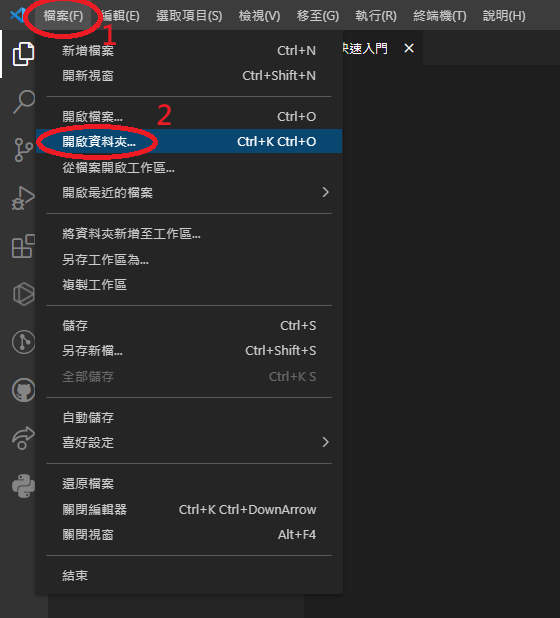 檔案(F) 編輯(E) 選取項目(S) 檢視(V) 移至(G) 執行(R) 終端機(T) 說明(H)
1
快速入門
新增檔案 Ctrl+N
開新視窗 Ctrl+Shift+N
開啟檔案... Ctrl+O
2
開啟資料夾... Ctrl+K Ctrl+O
從檔案開啟工作區...
開啟最近的檔案
將資料夾新增至工作區...
另存工作區為...
複製工作區
儲存 Ctrl+S
另存新檔... Ctrl+Shift+S
全部儲存 Ctrl+K S
自動儲存
喜好設定
還原檔案
關閉編輯器 Ctrl+K Ctrl+DownArrow
關閉視窗 Alt+F4
結束